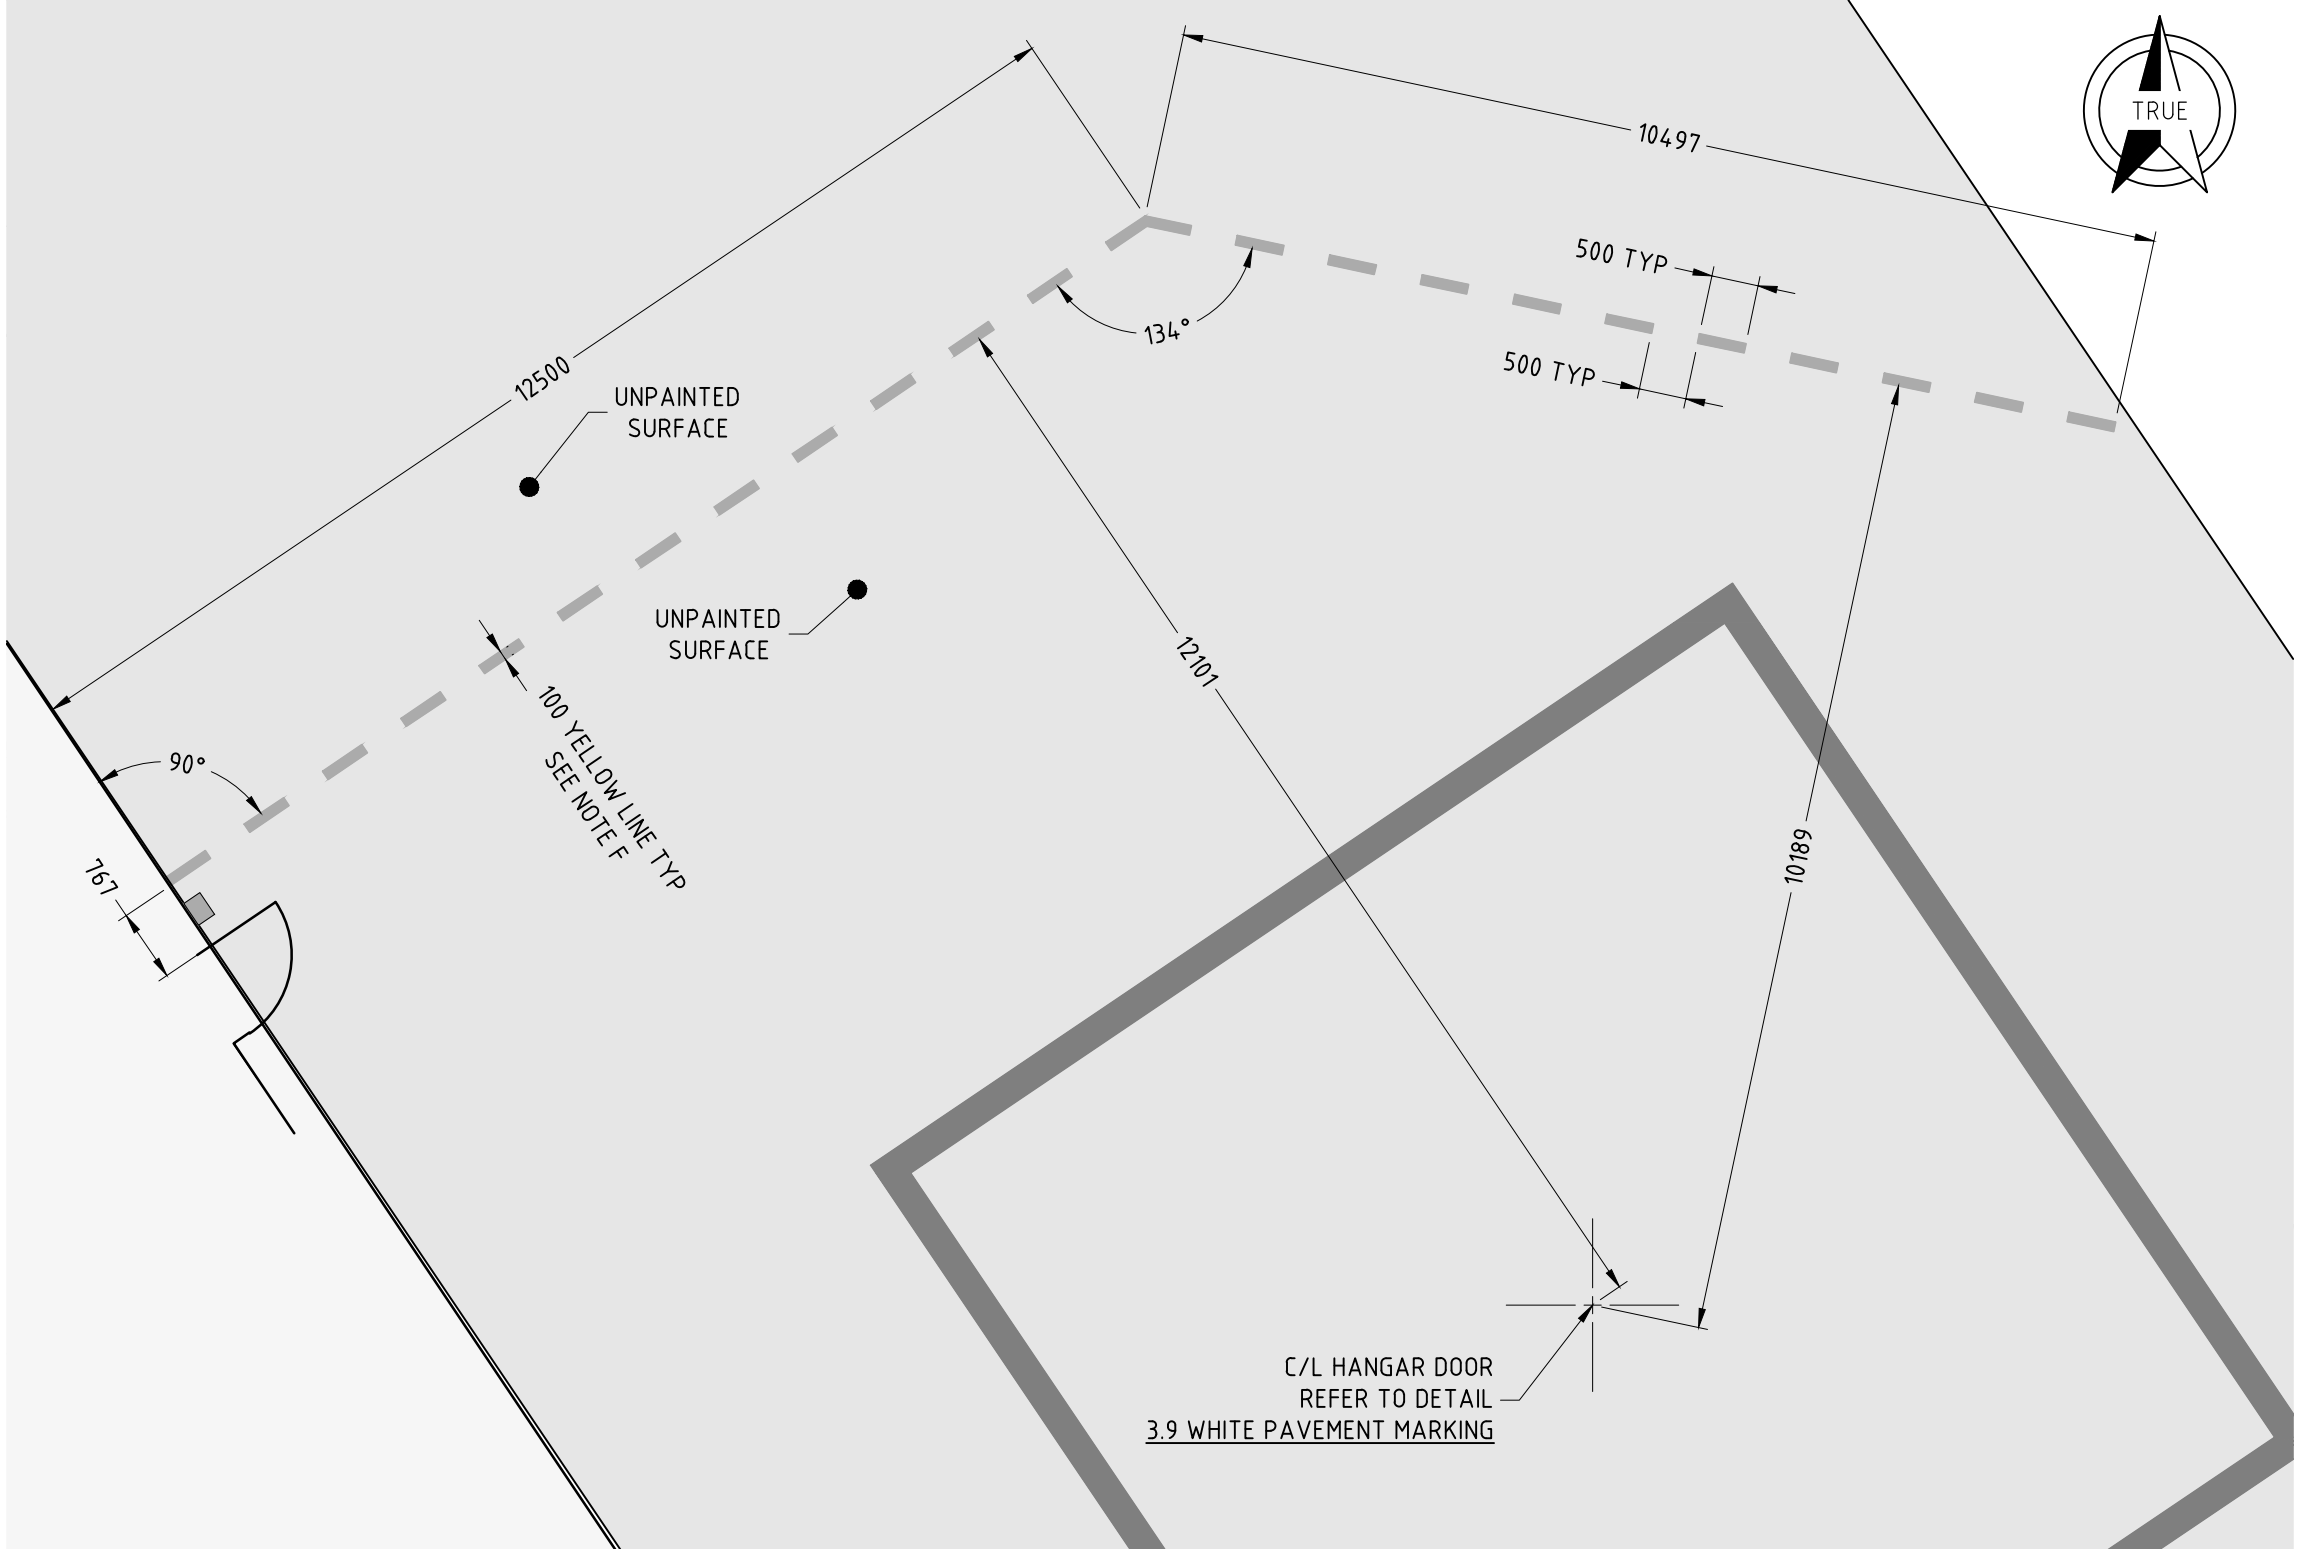 TRUE
10497
500 TYP
134°
500 TYP
12500
UNPAINTED
SURFACE
UNPAINTED
SURFACE
12101
100 YELLOW LINE TYP
SEE NOTE F
90°
767
10189
C/L HANGAR DOOR
REFER TO DETAIL
3.9 WHITE PAVEMENT MARKING